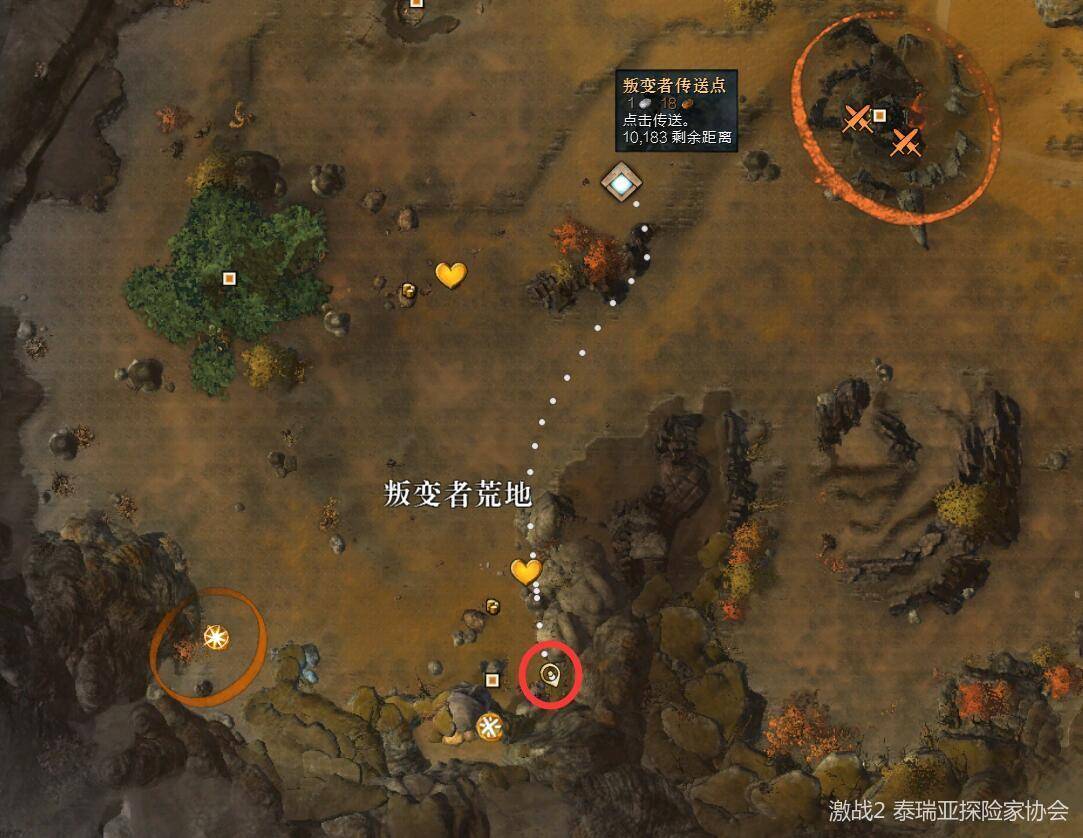 叛变者传送点
1 18
点击传送。
10,183 剩余距离
叛变者荒地
激战2 泰瑞亚探险家协会